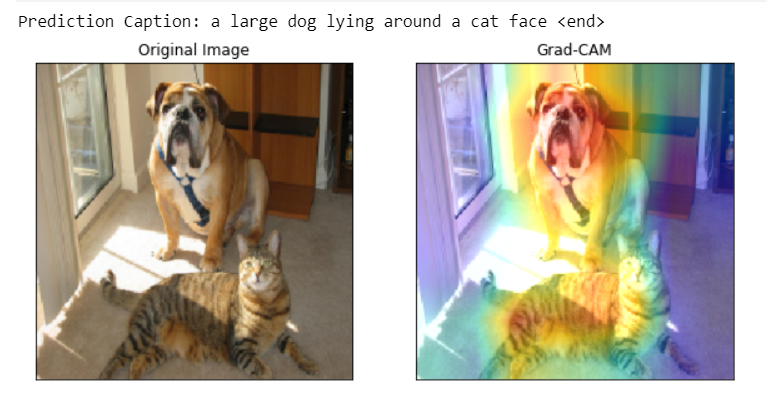 Prediction Caption: a large dog lying around a cat face <end>
Original Image
Grad-CAM